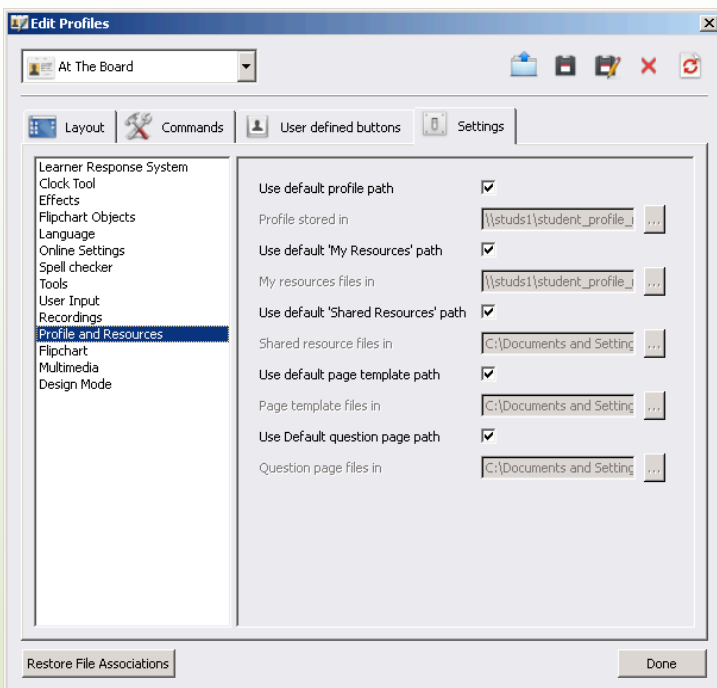 Edit Profiles
At The Board
Layout
Commands
User defined buttons
Settings
Learner Response System
Clock Tool
Effects
Flipchart Objects
Language
Online Settings
Spell checker
Tools
User Input
Recordings
Profile and Resources
Flipchart
Multimedia
Design Mode
Use default profile path
Profile stored in \\studs1\student_profile_
...
Use default 'My Resources' path
My resources files in \\studs1\student_profile_
...
Use default 'Shared Resources' path
Shared resource files in C:\Documents and Setting
...
Use default page template path
Page template files in C:\Documents and Setting
...
Use Default question page path
Question page files in C:\Documents and Setting
...
Restore File Associations
Done